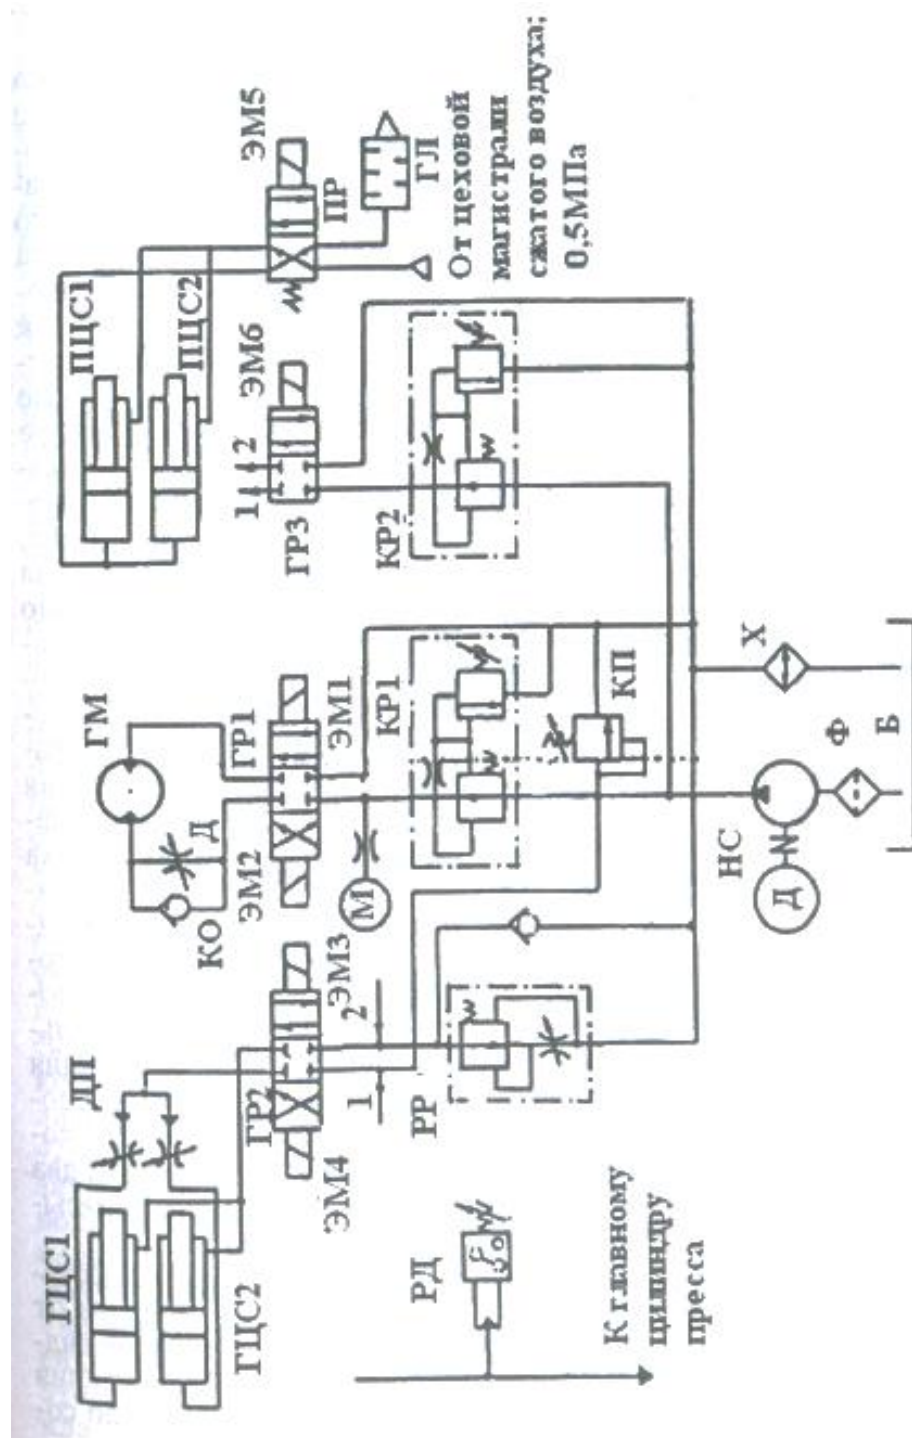 ГЦС1
ДП
ГМ
ПЦС1
ПЦС2
КО
Д
ГЦС2
ГР2
ЭМ2
ГР1
1
2
ЭМ6
ЭМ5
ГР3
ЭМ4
ЭМ3
ЭМ1
ПР
1
2
М
КР1
КР2
РД
РР
ГЛ
От цеховой
магистрали
сжатого воздуха;
0,5МПа
К главному
цилиндру
пресса
КП
НС
Х
Д
Ф
Б